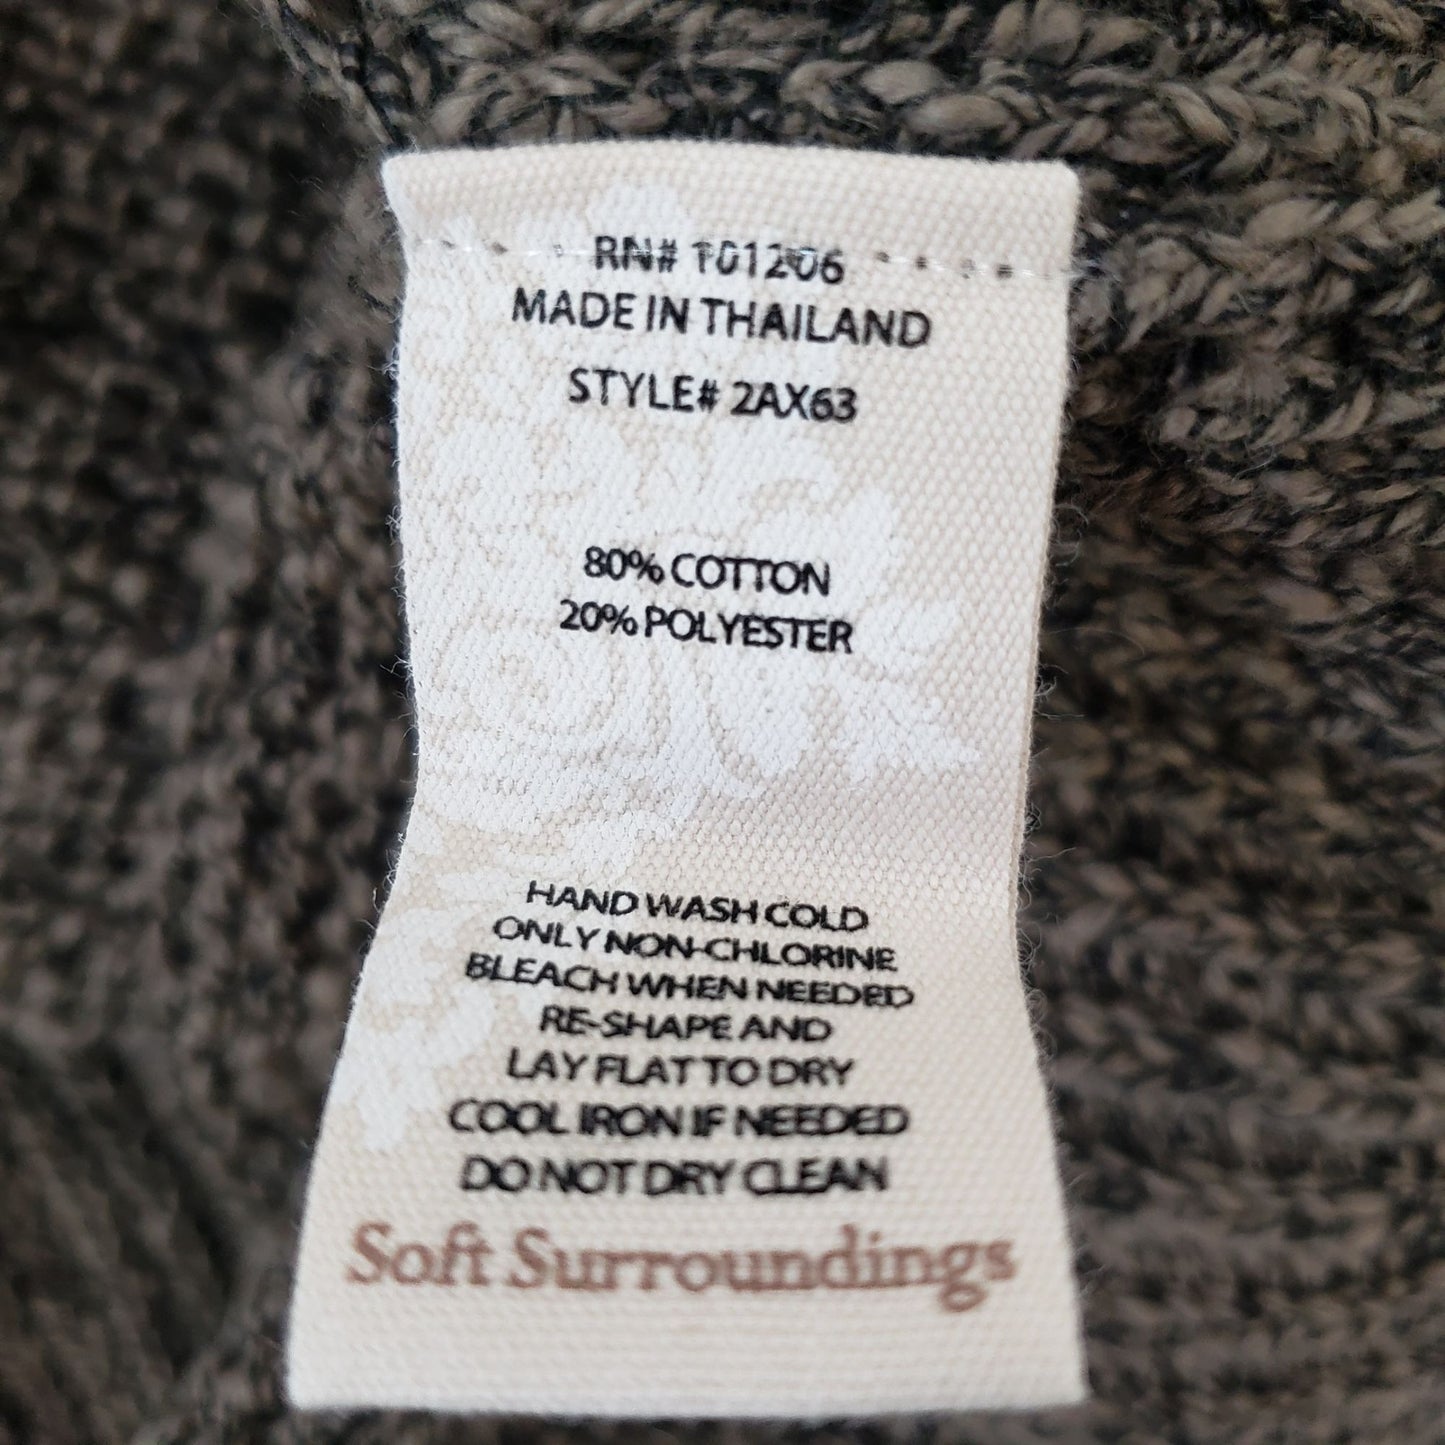 RN# 101206
MADE IN THAILAND
STYLE# 2AX63
80% COTTON
20% POLYESTER
HAND WASH COLD
ONLY NON-CHLORINE
BLEACH WHEN NEEDED
RE-SHAPE AND
LAY FLAT TO DRY
COOL IRON IF NEEDED
DO NOT DRY CLEAN
Soft Surroundings